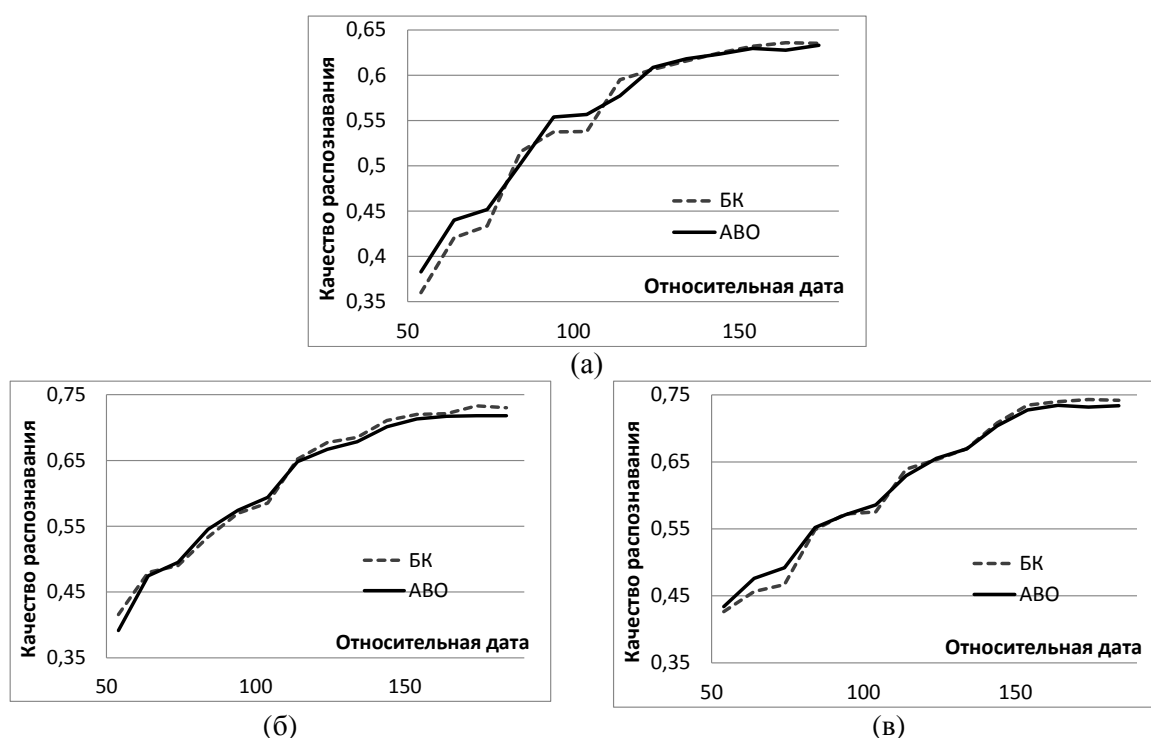 Качество распознавания
0,65
0,6
0,55
0,5
0,45
0,4
0,35
БК
АВО
Относительная дата
50 100 150
(а)
Качество распознавания
0,75
0,65
0,55
0,45
0,35
БК
АВО
Относительная дата
50 100 150
(б)
Качество распознавания
0,75
0,65
0,55
0,45
0,35
БК
АВО
Относительная дата
50 100 150
(в)